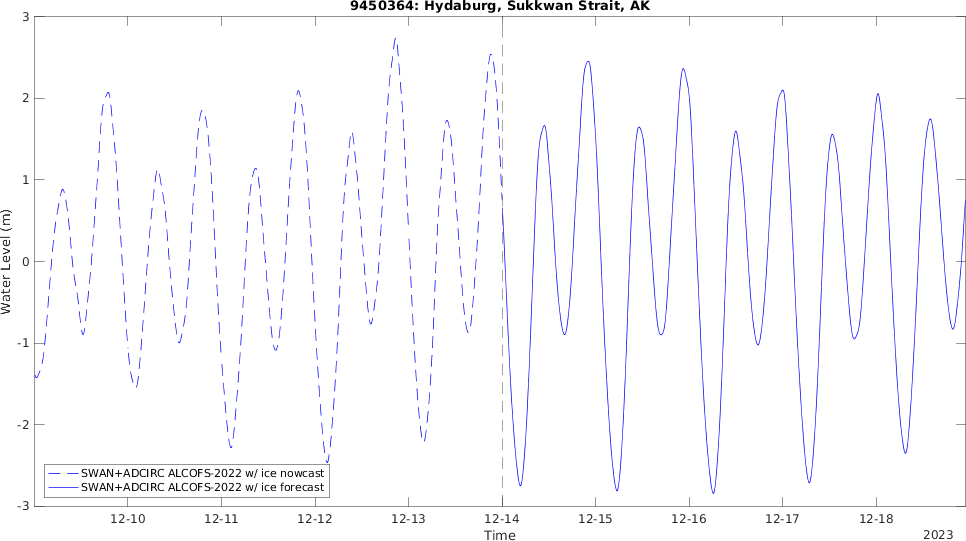 9450364: Hydaburg, Sukkwan Strait, AK
3
2
1
0
-1
-2
-3
Water Level (m)
SWAN+ADCIRC ALCOFS-2022 w/ ice nowcast
SWAN+ADCIRC ALCOFS-2022 w/ ice forecast
12-10 12-11 12-12 12-13 12-14 12-15 12-16 12-17 12-18
Time
2023